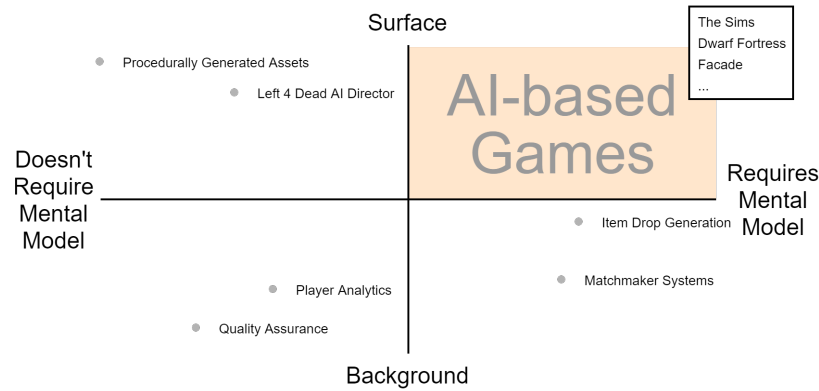 Surface
The Sims
Dwarf Fortress
Facade
...
Procedurally Generated Assets
Left 4 Dead AI Director
AI-based
Games
Doesn't
Require
Mental
Model
Requires
Mental
Model
Item Drop Generation
Matchmaker Systems
Player Analytics
Quality Assurance
Background